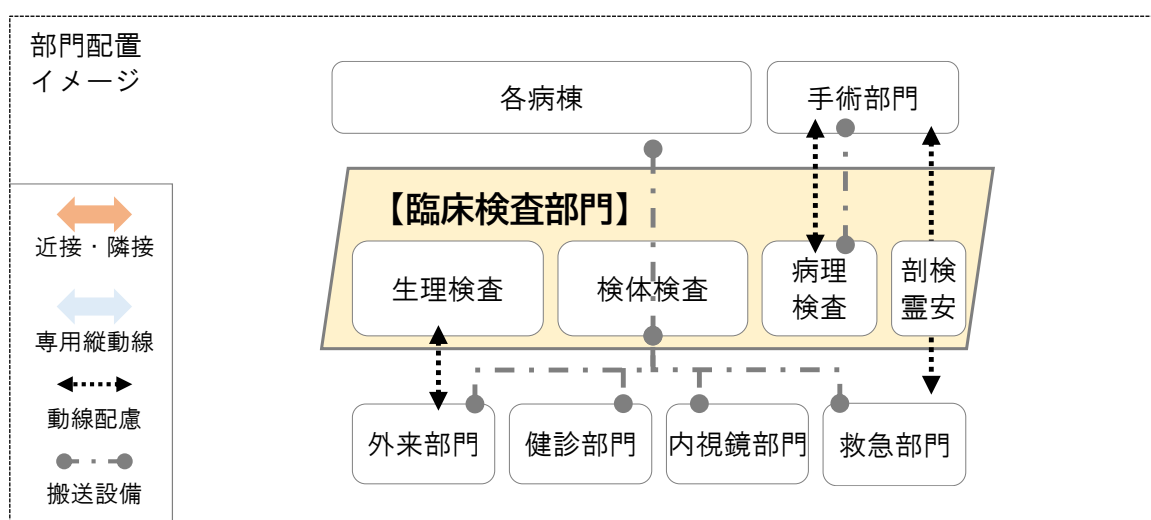 部門配置
イメージ
各病棟
手術部門
【臨床検査部門】
生理検査
検体検査
病理
検査
剖検
霊安
外来部門
健診部門
内視鏡部門
救急部門
近接・隣接
専用縦動線
動線配慮
搬送設備